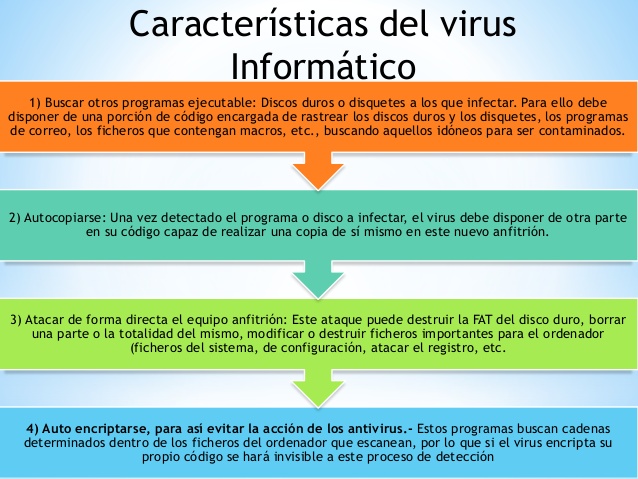 Características del virus
Informático
1) Buscar otros programas ejecutable: Discos duros o disquetes a los que infectar. Para ello debe
disponer de una porción de código encargada de rastrear los discos duros y los disquetes, los programas
de correo, los ficheros que contengan macros, etc., buscando aquellos idóneos para ser contaminados.
2) Autocopiarse: Una vez detectado el programa o disco a infectar, el virus debe disponer de otra parte
en su código capaz de realizar una copia de sí mismo en este nuevo anfitrión.
3) Atacar de forma directa el equipo anfitrión: Este ataque puede destruir la FAT del disco duro, borrar
una parte o la totalidad del mismo, modificar o destruir ficheros importantes para el ordenador
(ficheros del sistema, de configuración, atacar el registro, etc.
4) Auto encriptarse, para así evitar la acción de los antivirus.- Estos programas buscan cadenas
determinados dentro de los ficheros del ordenador que escanean, por lo que si el virus encripta su
propio código se hará invisible a este proceso de detección